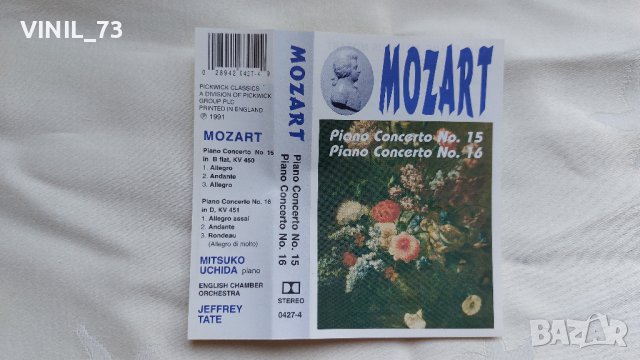 VINIL_73
0 28942 0427-4 9
PICKWICK CLASSICS
A DIVISION OF PICKWICK
GROUP PLC
PRINTED IN ENGLAND
℗ 1991
MOZART
Piano Concerto No. 15
in B flat, KV 450
1. Allegro
2. Andante
3. Allegro
Piano Concerto No. 16
in D, KV 451
1. Allegro assai
2. Andante
3. Rondeau
(Allegro di molto)
MITSUKO
UCHIDA piano
ENGLISH CHAMBER
ORCHESTRA
JEFFREY
TATE
MOZART
Piano Concerto No. 15
Piano Concerto No. 16
STEREO
0427-4
MOZART
Piano Concerto No. 15
Piano Concerto No. 16
BAZAR
bazar.bg